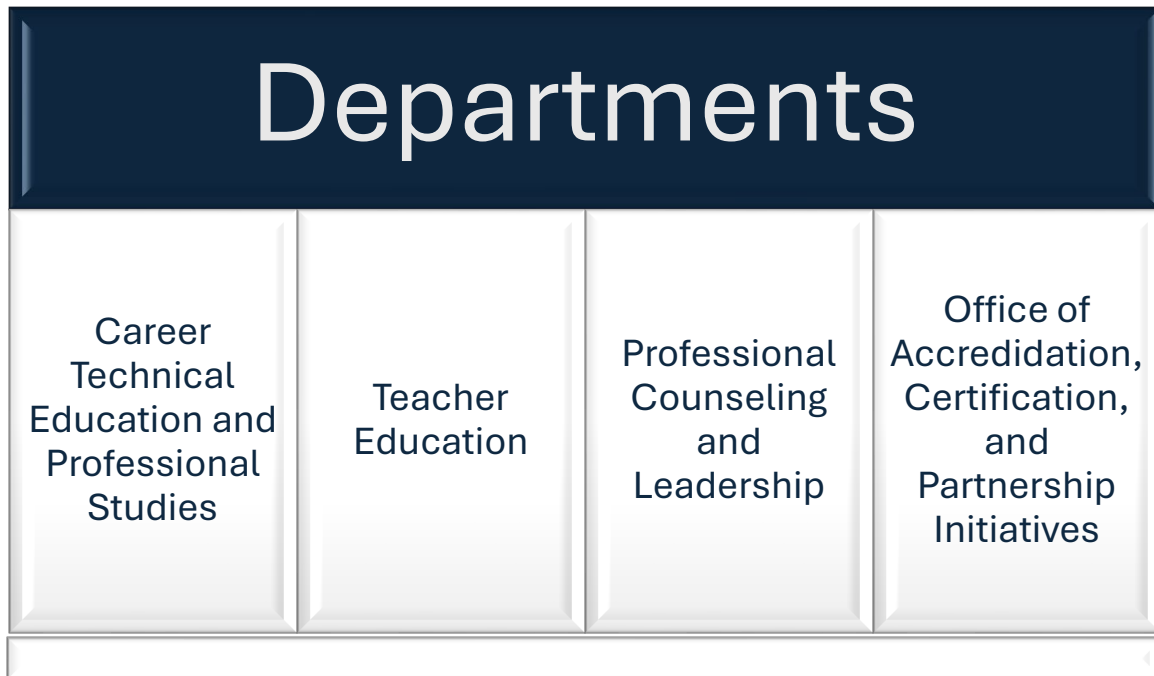 Departments
Career
Technical
Education and
Professional
Studies
Teacher
Education
Professional
Counseling
and
Leadership
Office of
Accredidation,
Certification,
and
Partnership
Initiatives